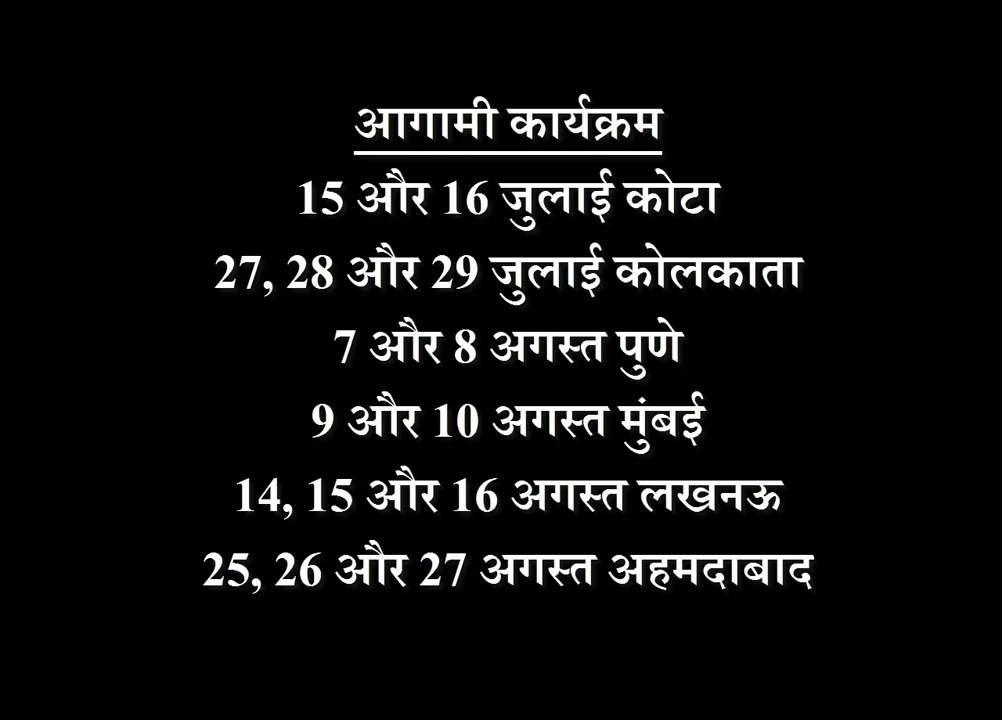 आगामी कार्यक्रम
15 और 16 जुलाई कोटा
27, 28 और 29 जुलाई कोलकाता
7 और 8 अगस्त पुणे
9 और 10 अगस्त मुंबई
14, 15 और 16 अगस्त लखनऊ
25, 26 और 27 अगस्त अहमदाबाद